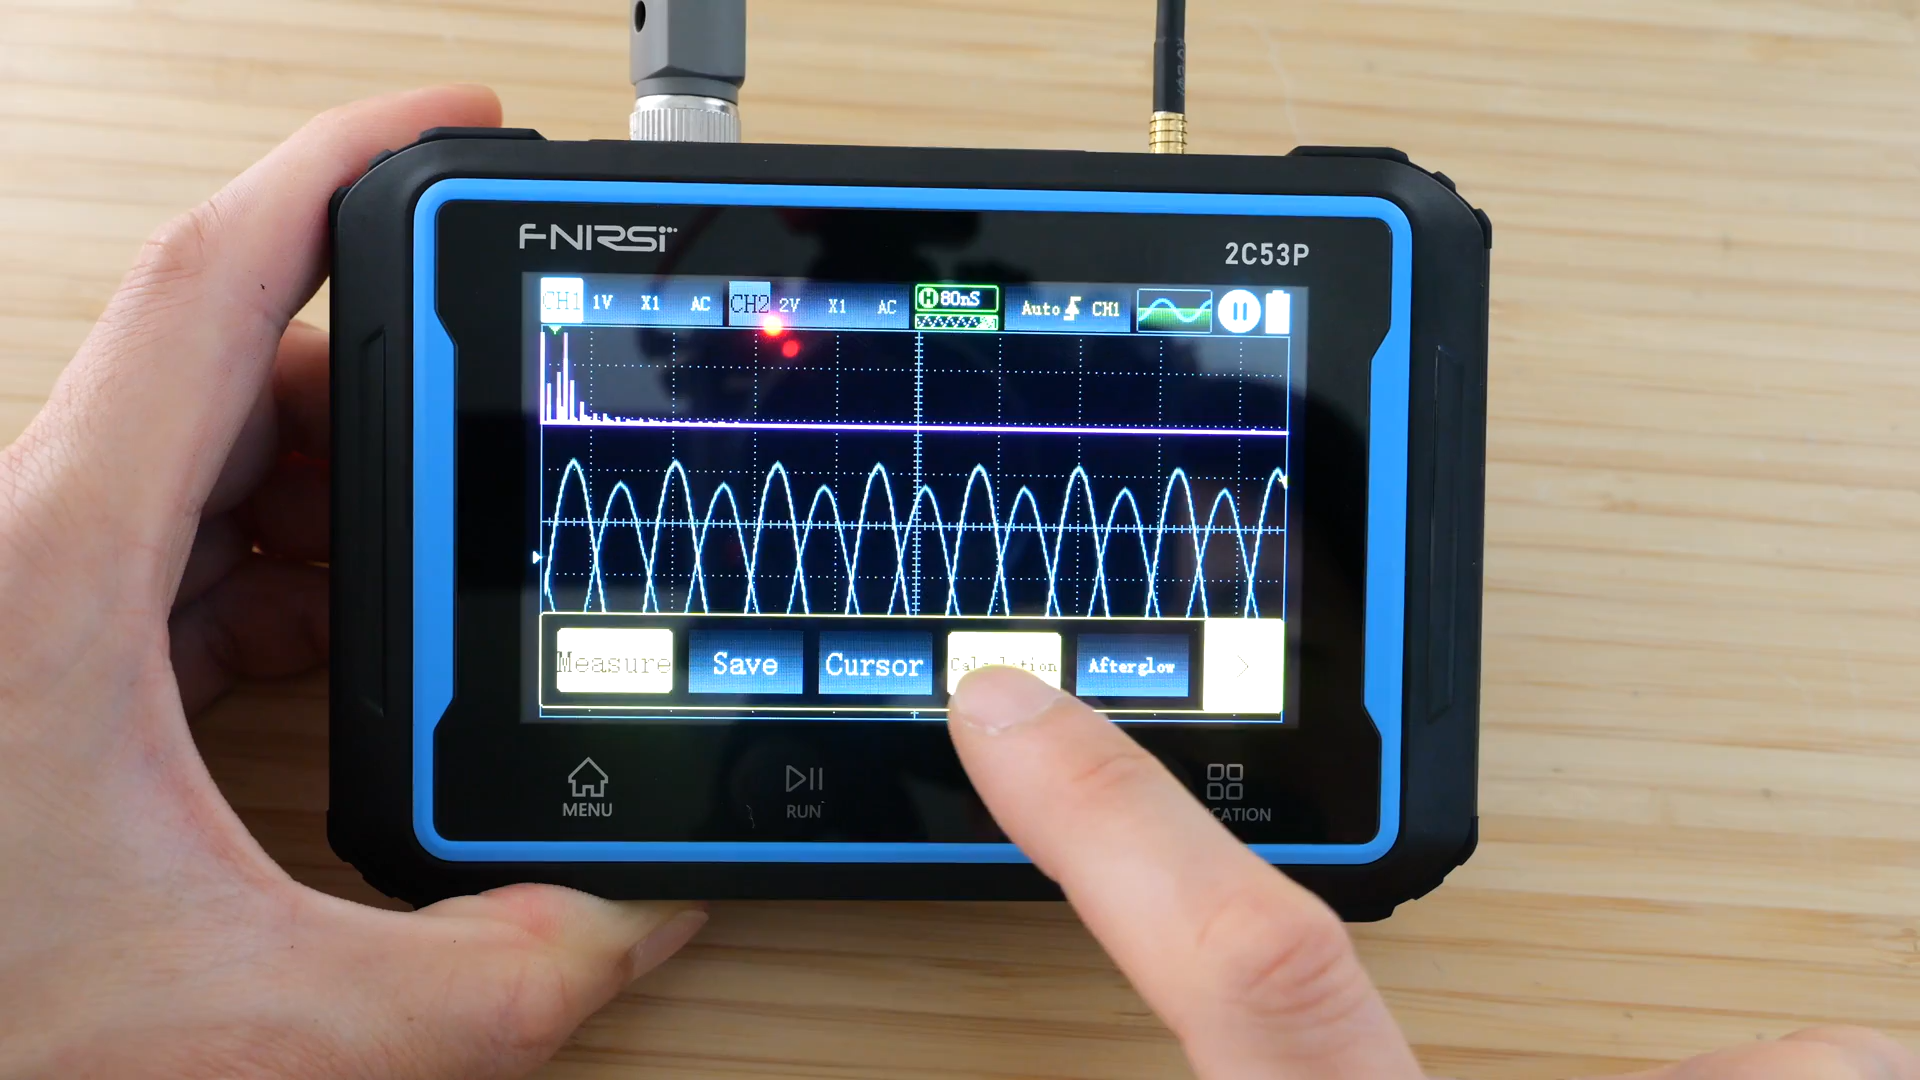 FNIRSI
2C53P
CH1 1V X1 AC CH2 2V X1 AC H 80nS Auto CH1
Measure Save Cursor Calculation Afterglow >
MENU RUN CATION